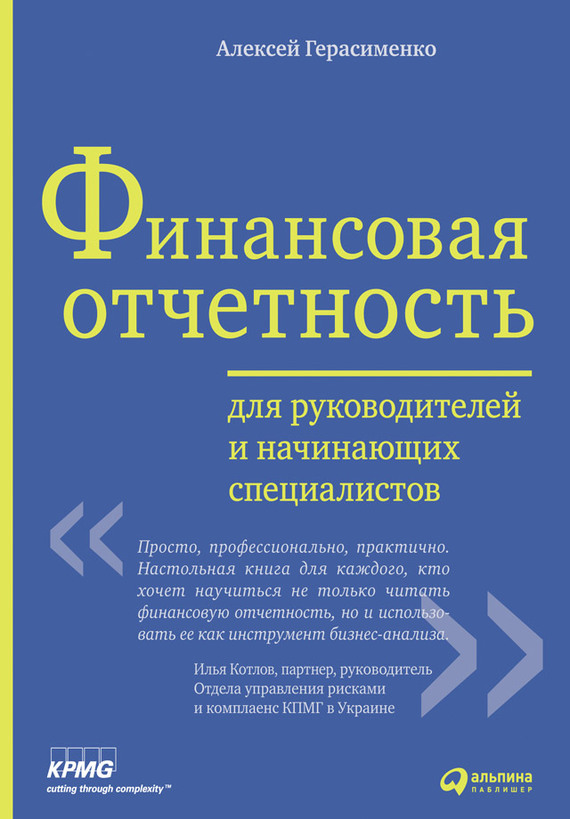 Алексей Герасименко
Финансовая
отчетность
для руководителей
и начинающих
специалистов
«
Просто, профессионально, практично.
Настольная книга для каждого, кто
хочет научиться не только читать
финансовую отчетность, но и использо-
вать ее как инструмент бизнес-анализа.
»
Илья Котлов, партнер, руководитель
Отдела управления рисками
и комплаенс КПМГ в Украине
KPMG
cutting through complexity™
альпина
ПАБЛИШЕР